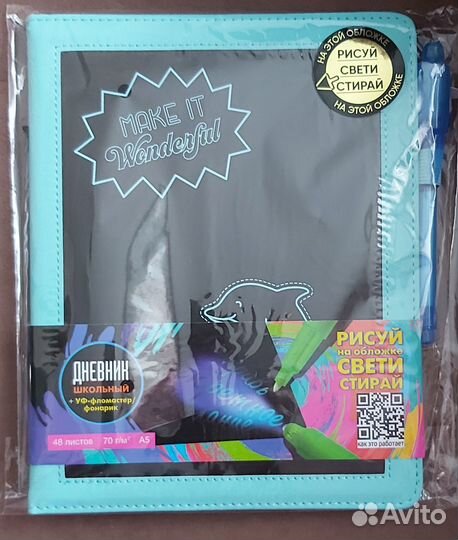 НА ЭТОЙ ОБЛОЖКЕ
РИСУЙ
СВЕТИ
СТИРАЙ
НА ЭТОЙ ОБЛОЖКЕ
MAKE IT
Wonderful
ДНЕВНИК
ШКОЛЬНЫЙ
+ УФ-фломастер/
фонарик
48 листов 70 г/м² А5
РИСУЙ
на обложке
СВЕТИ
СТИРАЙ
как это работает
Avito